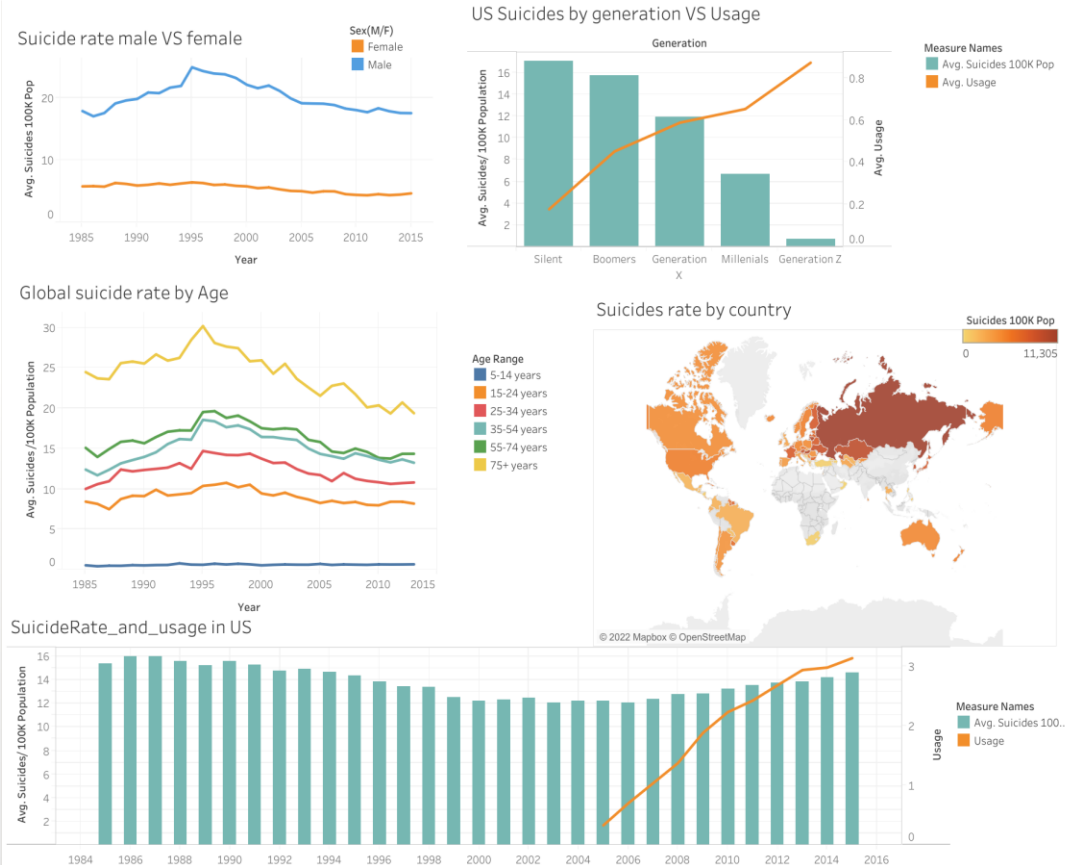 Suicide rate male VS female
Sex(M/F)
Female
Male
Avg. Suicides 100K Pop
20
10
0
1985 1990 1995 2000 2005 2010 2015
Year
US Suicides by generation VS Usage
Generation
Avg. Suicides/ 100K Population
16
14
12
10
8
6
4
2
0.8
0.6
0.4
0.2
0.0
Avg. Usage
Silent Boomers Generation X Millenials Generation Z
Measure Names
Avg. Suicides 100K Pop
Avg. Usage
Global suicide rate by Age
Avg. Suicides /100K Population
30
25
20
15
10
5
0
1985 1990 1995 2000 2005 2010 2015
Year
Age Range
5-14 years
15-24 years
25-34 years
35-54 years
55-74 years
75+ years
Suicides rate by country
Suicides 100K Pop
0 11,305
© 2022 Mapbox © OpenStreetMap
SuicideRate_and_usage in US
Avg. Suicides/ 100K Population
16
14
12
10
8
6
4
2
3
2
1
0
Usage
1984 1986 1988 1990 1992 1994 1996 1998 2000 2002 2004 2006 2008 2010 2012 2014 2016
Measure Names
Avg. Suicides 100..
Usage